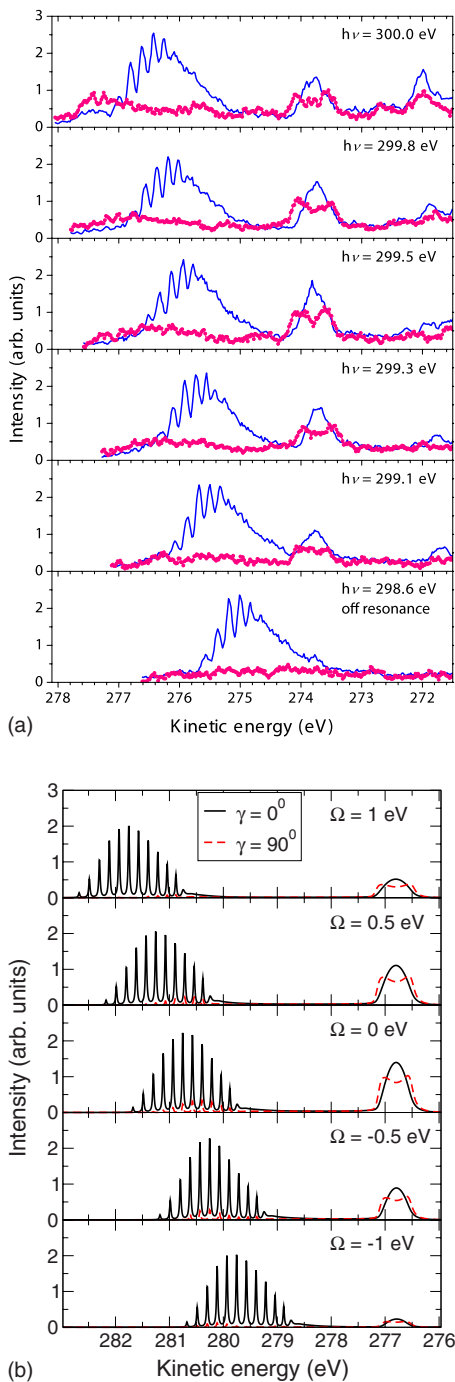 3
2
1
0
hν = 300.0 eV
2
1
0
hν = 299.8 eV
2
1
0
hν = 299.5 eV
2
1
0
hν = 299.3 eV
2
1
0
hν = 299.1 eV
2
1
0
hν = 298.6 eV
off resonance
Intensity (arb. units)
278 277 276 275 274 273 272
Kinetic energy (eV)
(a)
3
2
1
0
γ = 0⁰
γ = 90⁰
Ω = 1 eV
2
1
0
Ω = 0.5 eV
2
1
0
Ω = 0 eV
2
1
0
Ω = -0.5 eV
2
1
0
Ω = -1 eV
Intensity (arb. units)
282 281 280 279 278 277 276
Kinetic energy (eV)
(b)